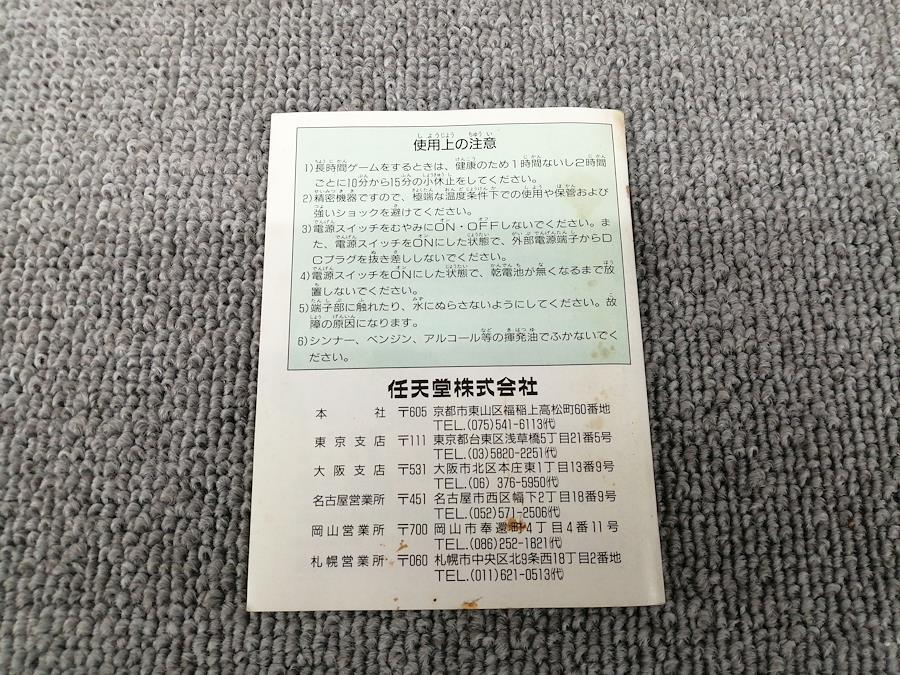 使用上の注意
1)長時間ゲームをするときは、健康のため1時間ないし2時間
ごとに10分から15分の小休止をしてください。
2)精密機器ですので、極端な温度条件下での使用や保管および
強いショックを避けてください。
3)電源スイッチをむやみにON・OFFしないでください。ま
た、電源スイッチをONにした状態で、外部電源端子からD
Cプラグを抜き差ししないでください。
4)電源スイッチをONにした状態で、乾電池が無くなるまで放
置しないでください。
5)端子部に触れたり、水にぬらさないようにしてください。故
障の原因になります。
6)シンナー、ベンジン、アルコール等の揮発油でふかないでく
ださい。
任天堂株式会社
本 社 〒605 京都市東山区福稲上高松町60番地
TEL.(075)541-6113代
東京支店 〒111 東京都台東区浅草橋5丁目21番5号
TEL.(03)5820-2251代
大阪支店 〒531 大阪市北区本庄東1丁目13番9号
TEL.(06) 376-5950代
名古屋営業所 〒451 名古屋市西区幅下2丁目18番9号
TEL.(052)571-2506代
岡山営業所 〒700 岡山市奉還町4丁目4番11号
TEL.(086)252-1821代
札幌営業所 〒060 札幌市中央区北9条西18丁目2番地
TEL.(011)621-0513代